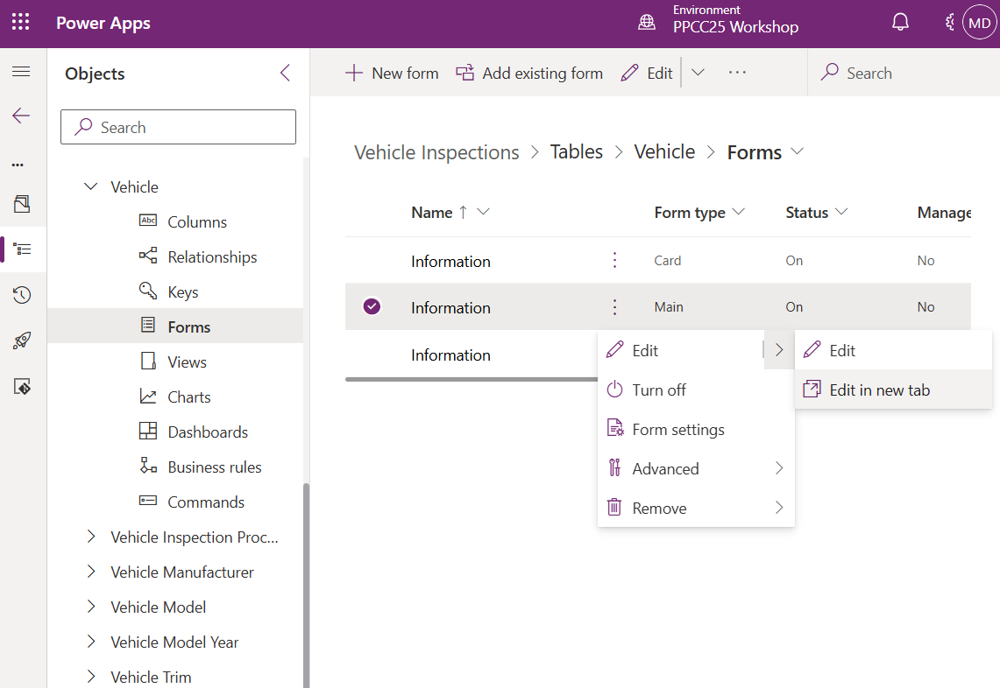 Power Apps
Environment
PPCC25 Workshop
MD
Objects
Search
Vehicle
Abc Columns
Relationships
Keys
Forms
Views
Charts
Dashboards
Business rules
Commands
Vehicle Inspection Proc...
Vehicle Manufacturer
Vehicle Model
Vehicle Model Year
Vehicle Trim
New form
Add existing form
Edit
Search
Vehicle Inspections > Tables > Vehicle > Forms
Name ↑ Form type Status Manage
Information Card On No
Information Main On No
Information
Edit
Turn off
Form settings
Advanced
Remove
Edit
Edit in new tab